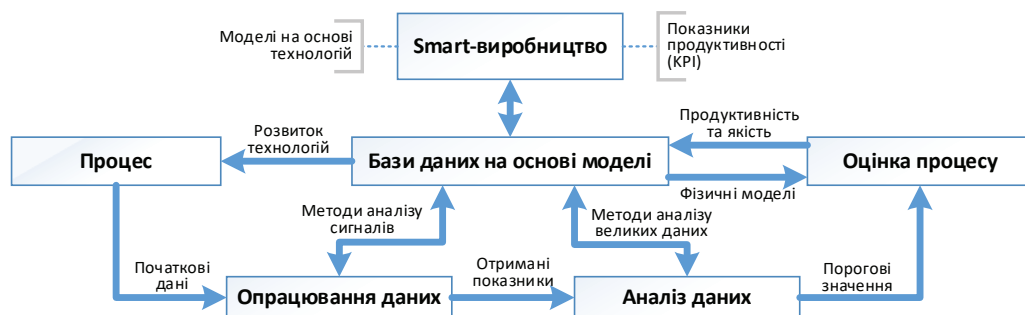 Моделі на основі
технологій
Smart-виробництво
Показники
продуктивності
(KPI)
Розвиток
технологій
Продуктивність
та якість
Процес
Бази даних на основі моделі
Оцінка процесу
Фізичні моделі
Методи аналізу
сигналів
Методи аналізу
великих даних
Початкові
дані
Отримані
показники
Порогові
значення
Опрацювання даних
Аналіз даних